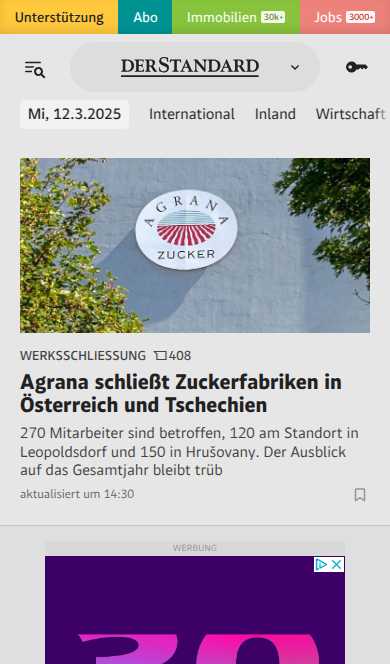 Unterstützung Abo Immobilien 30k+ Jobs 3000+
DERSTANDARD
Mi, 12.3.2025 International Inland Wirtschaft
AGRANA
ZUCKER
WERKSSCHLIESSUNG 408
Agrana schließt Zuckerfabriken in
Österreich und Tschechien
270 Mitarbeiter sind betroffen, 120 am Standort in
Leopoldsdorf und 150 in Hrušovany. Der Ausblick
auf das Gesamtjahr bleibt trüb
aktualisiert um 14:30
WERBUNG